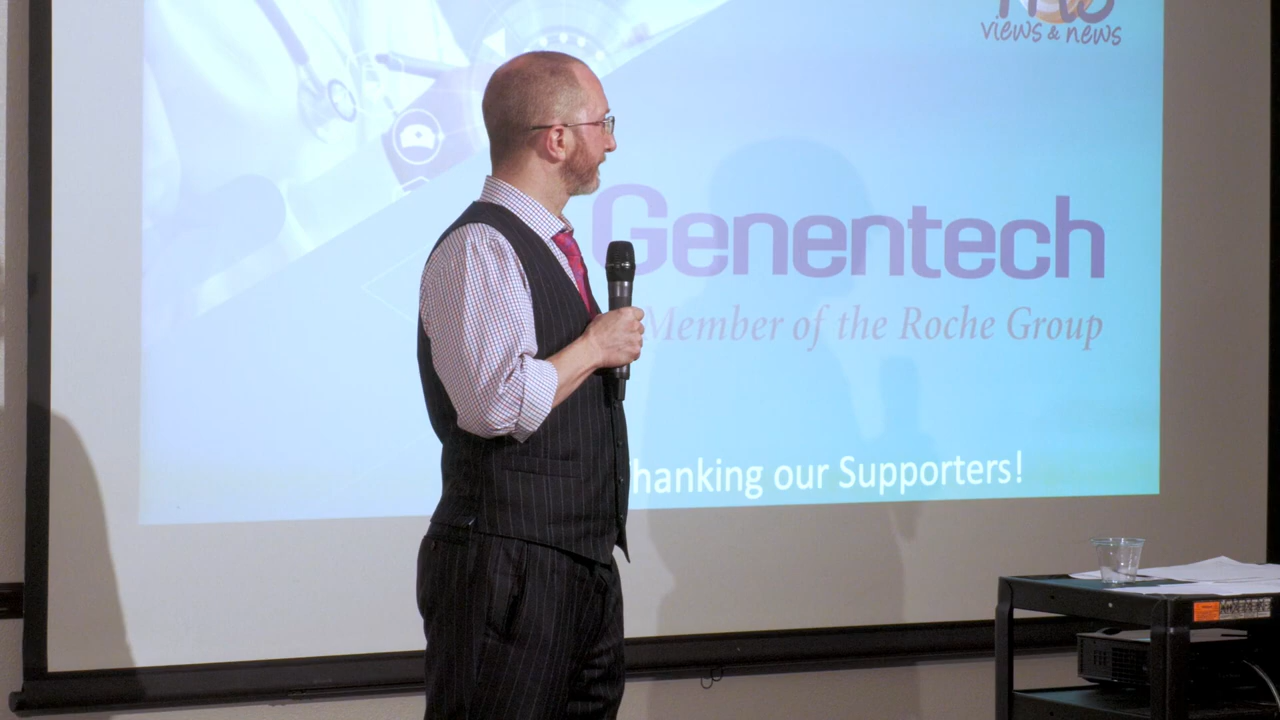 views & news
Genentech
Member of the Roche Group
hanking our Supporters!